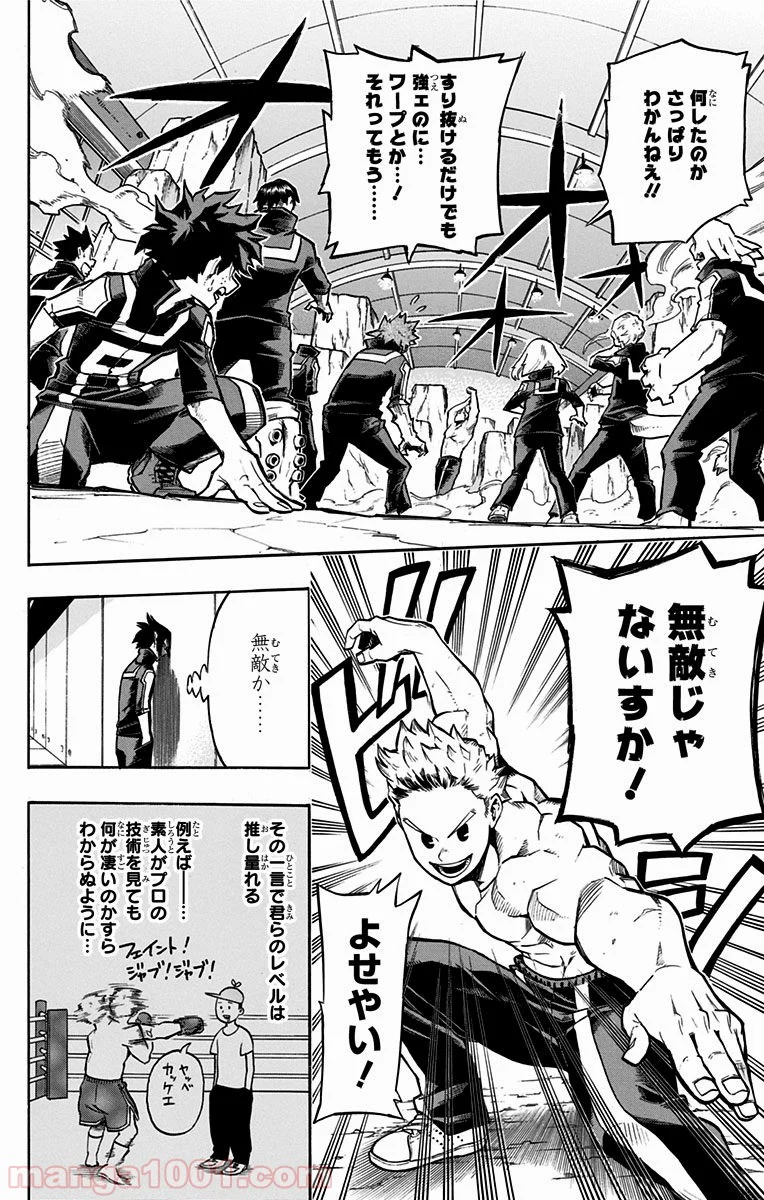 何したのか
さっぱり
わかんねえ!!
すり抜けるだけでも
強エのに…
ワープとか…!
それってもう……
無敵じゃ
ないすか!
よせやい!
ビ
シッ
無敵か……
その一言で君らのレベルは
推し量れる
例えば——…
素人がプロの
技術を見ても
何が凄いのかすら
わからぬように…
フェイント!
ジャブ!ジャブ!
ヤッベ
カッケエ
manga1001.com